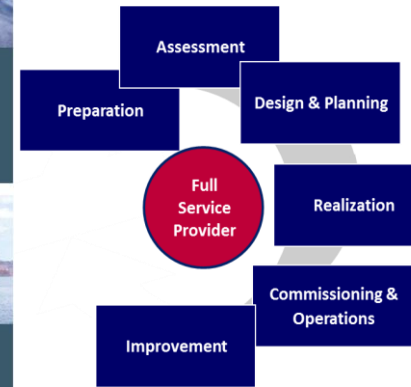 Assessment
Preparation
Design & Planning
Full
Service
Provider
Realization
Commissioning &
Operations
Improvement